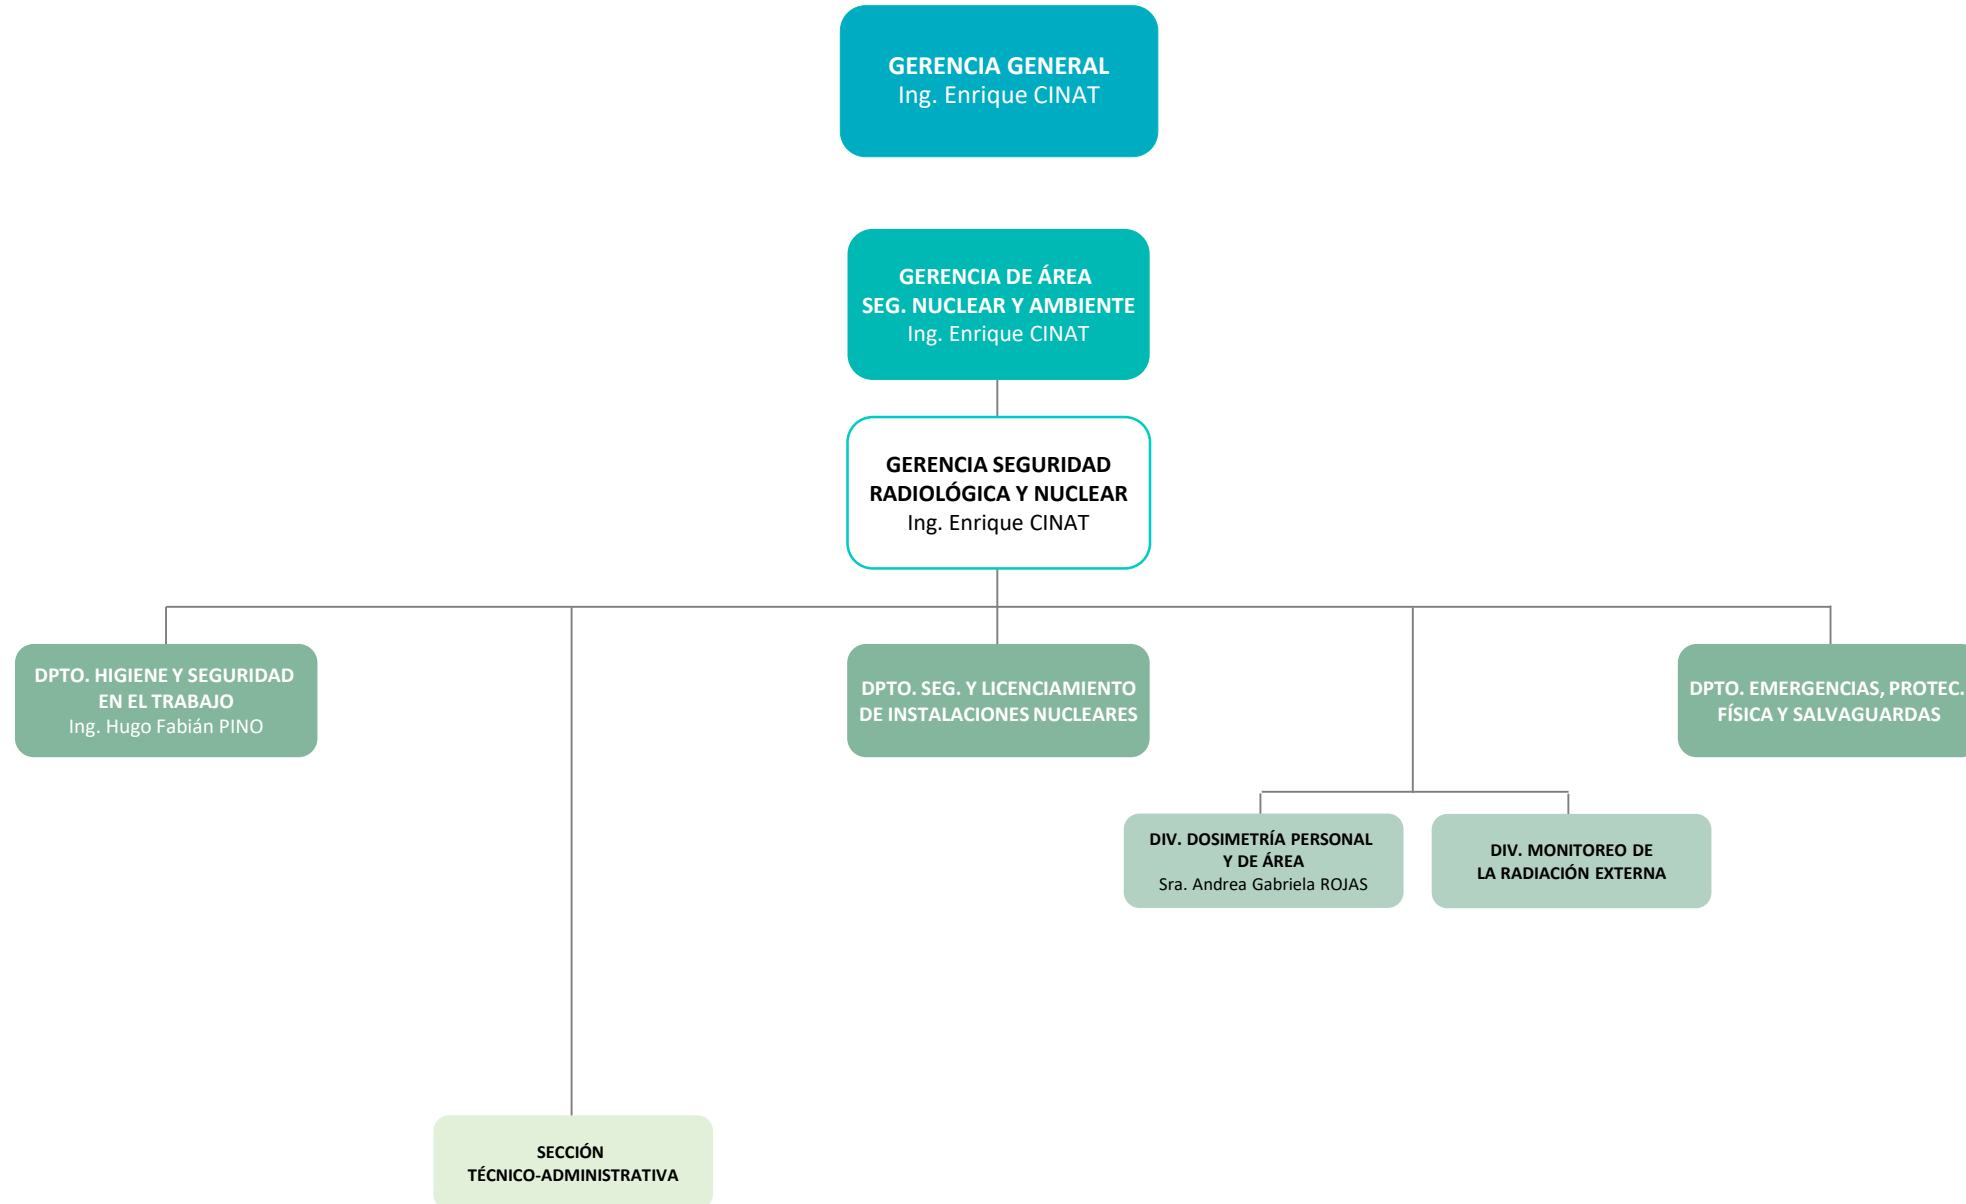 GERENCIA GENERAL
Ing. Enrique CINAT
GERENCIA DE ÁREA
SEG. NUCLEAR Y AMBIENTE
Ing. Enrique CINAT
GERENCIA SEGURIDAD
RADIOLÓGICA Y NUCLEAR
Ing. Enrique CINAT
DPTO. HIGIENE Y SEGURIDAD
EN EL TRABAJO
Ing. Hugo Fabián PINO
DPTO. SEG. Y LICENCIAMIENTO
DE INSTALACIONES NUCLEARES
DPTO. EMERGENCIAS, PROTEC.
FÍSICA Y SALVAGUARDAS
DIV. DOSIMETRÍA PERSONAL
Y DE ÁREA
Sra. Andrea Gabriela ROJAS
DIV. MONITOREO DE
LA RADIACIÓN EXTERNA
SECCIÓN
TÉCNICO-ADMINISTRATIVA